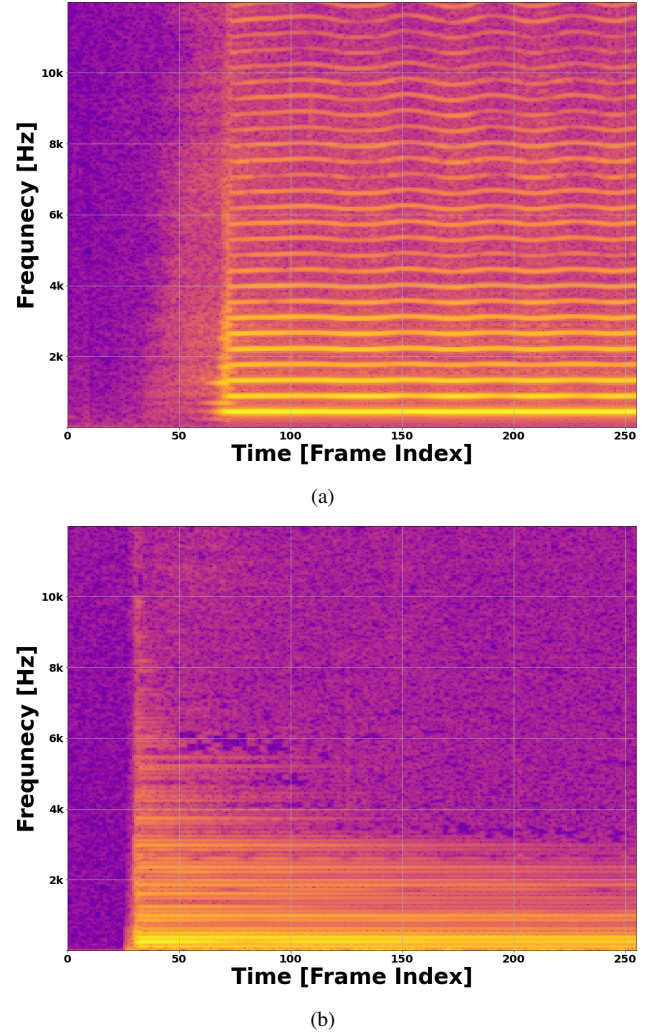 10k
8k
6k
4k
2k
Frequnecy [Hz]
0 50 100 150 200 250
Time [Frame Index]
(a)
10k
8k
6k
4k
2k
Frequnecy [Hz]
0 50 100 150 200 250
Time [Frame Index]
(b)